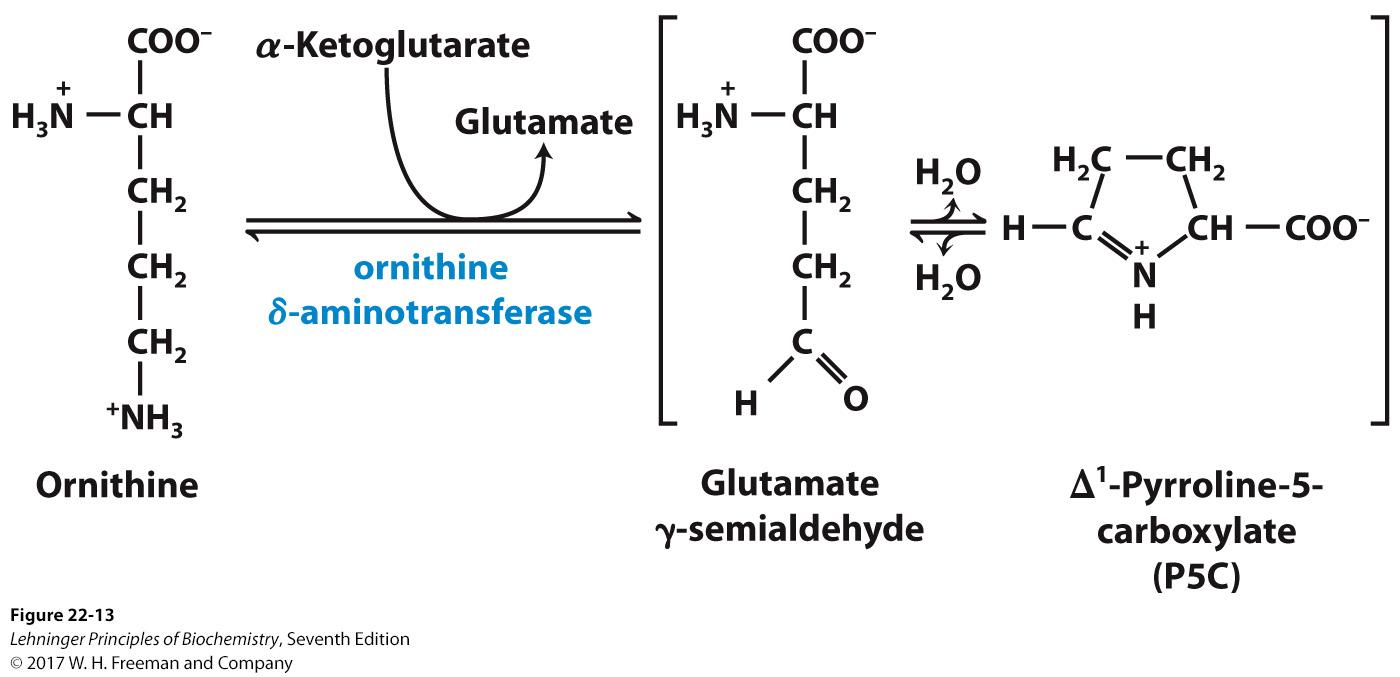 COO⁻
H₃N⁺—CH
CH₂
CH₂
CH₂
⁺NH₃
Ornithine
α-Ketoglutarate
Glutamate
ornithine
δ-aminotransferase
COO⁻
H₃N⁺—CH
CH₂
CH₂
C
H O
Glutamate
γ-semialdehyde
H₂O
H₂O
H₂C—CH₂
H—C CH—COO⁻
N⁺
H
Δ¹-Pyrroline-5-
carboxylate
(P5C)
Figure 22-13
Lehninger Principles of Biochemistry, Seventh Edition
© 2017 W. H. Freeman and Company